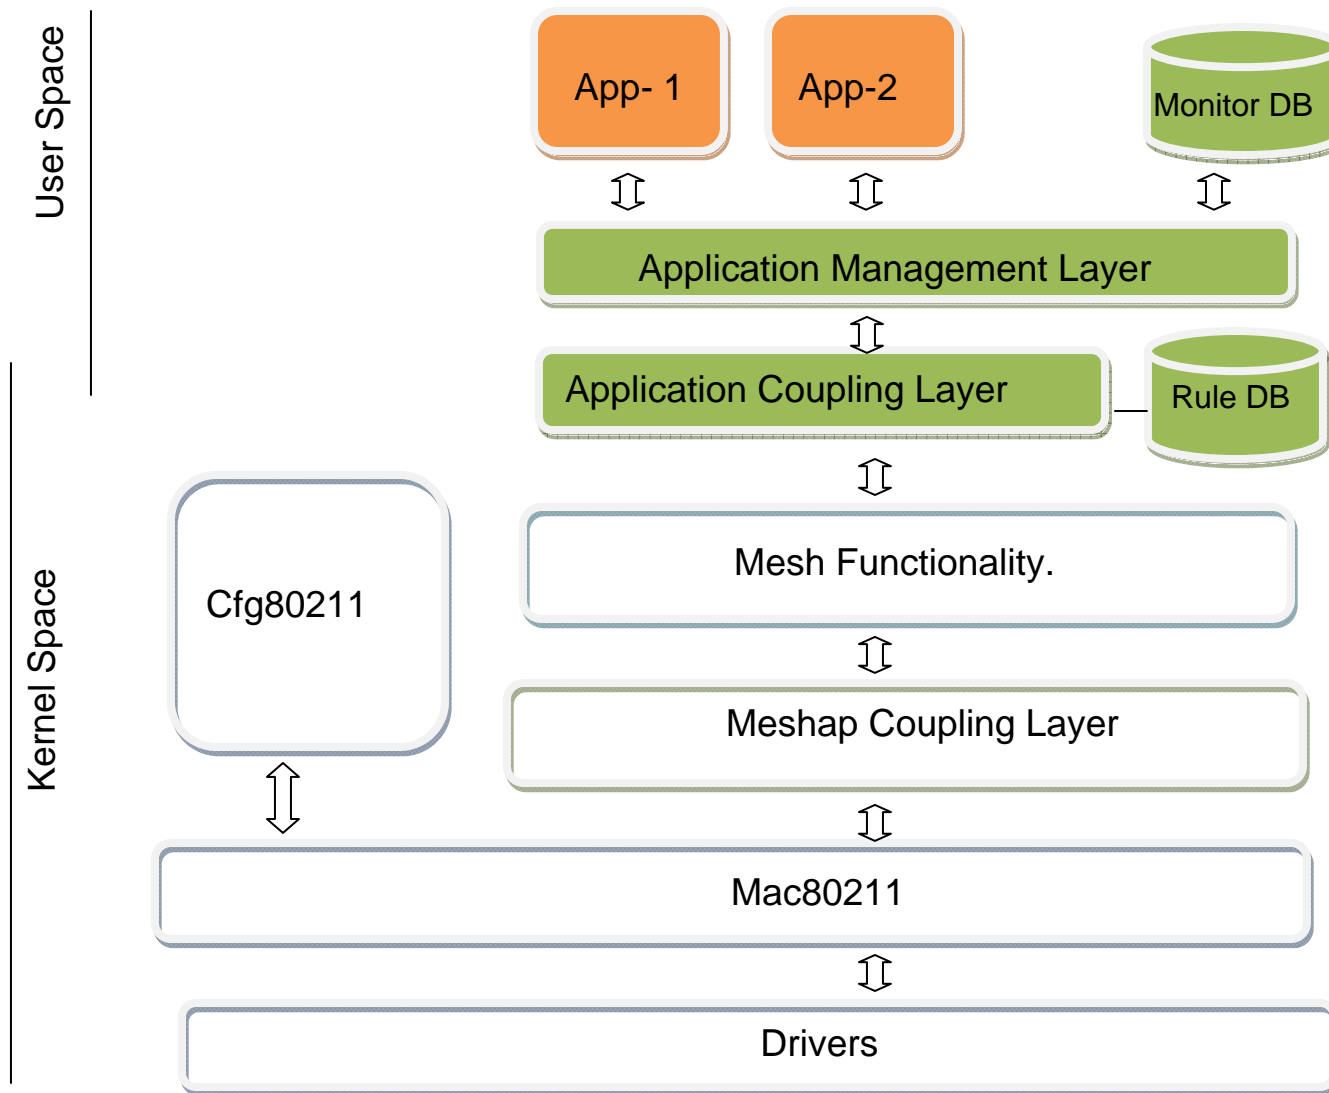 User Space
App- 1
App-2
Monitor DB
Application Management Layer
Application Coupling Layer
Rule DB
Kernel Space
Cfg80211
Mesh Functionality.
Meshap Coupling Layer
Mac80211
Drivers